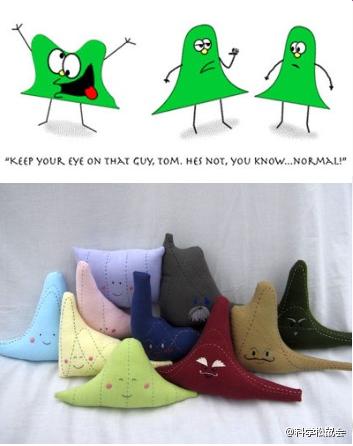 "KEEP YOUR EYE ON THAT GUY, TOM. HES NOT, YOU KNOW...NORMAL!"
@科学松鼠会